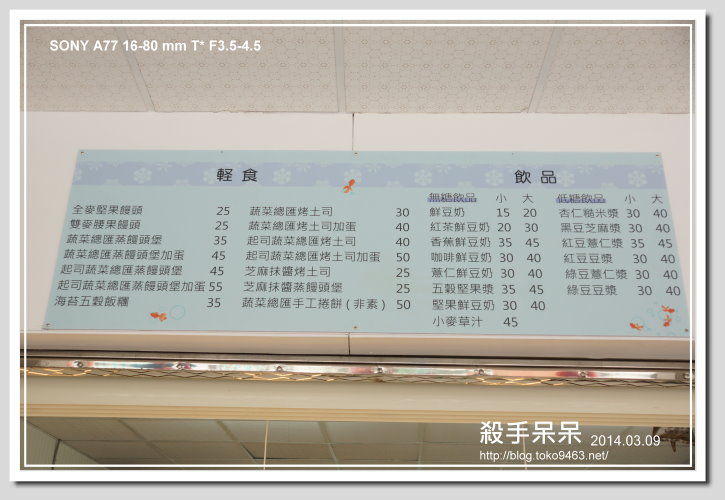 SONY A77 16-80 mm T* F3.5-4.5
軽食
全麥堅果饅頭 25
雙麥腰果饅頭 25
蔬菜總匯蒸饅頭堡 35
蔬菜總匯蒸饅頭堡加蛋 45
起司蔬菜總匯蒸饅頭堡 45
起司蔬菜總匯蒸饅頭堡加蛋 55
海苔五穀飯糰 35
蔬菜總匯烤土司 30
蔬菜總匯烤土司加蛋 40
起司蔬菜總匯烤土司 40
起司蔬菜總匯烤土司加蛋 50
芝麻抹醬烤土司 25
芝麻抹醬蒸饅頭堡 25
蔬菜總匯手工捲餅(非素) 50
飲品
無糖飲品 小 大
鮮豆奶 15 20
紅茶鮮豆奶 20 30
香蕉鮮豆奶 35 45
咖啡鮮豆奶 30 40
薏仁鮮豆奶 30 40
五穀堅果漿 35 45
堅果鮮豆奶 30 40
小麥草汁 45
低糖飲品 小 大
杏仁糙米漿 30 40
黑豆芝麻漿 30 40
紅豆薏仁漿 35 45
紅豆豆漿 30 40
綠豆薏仁漿 30 40
綠豆豆漿 30 40
殺手呆呆 2014.03.09
http://blog.toko9463.net/